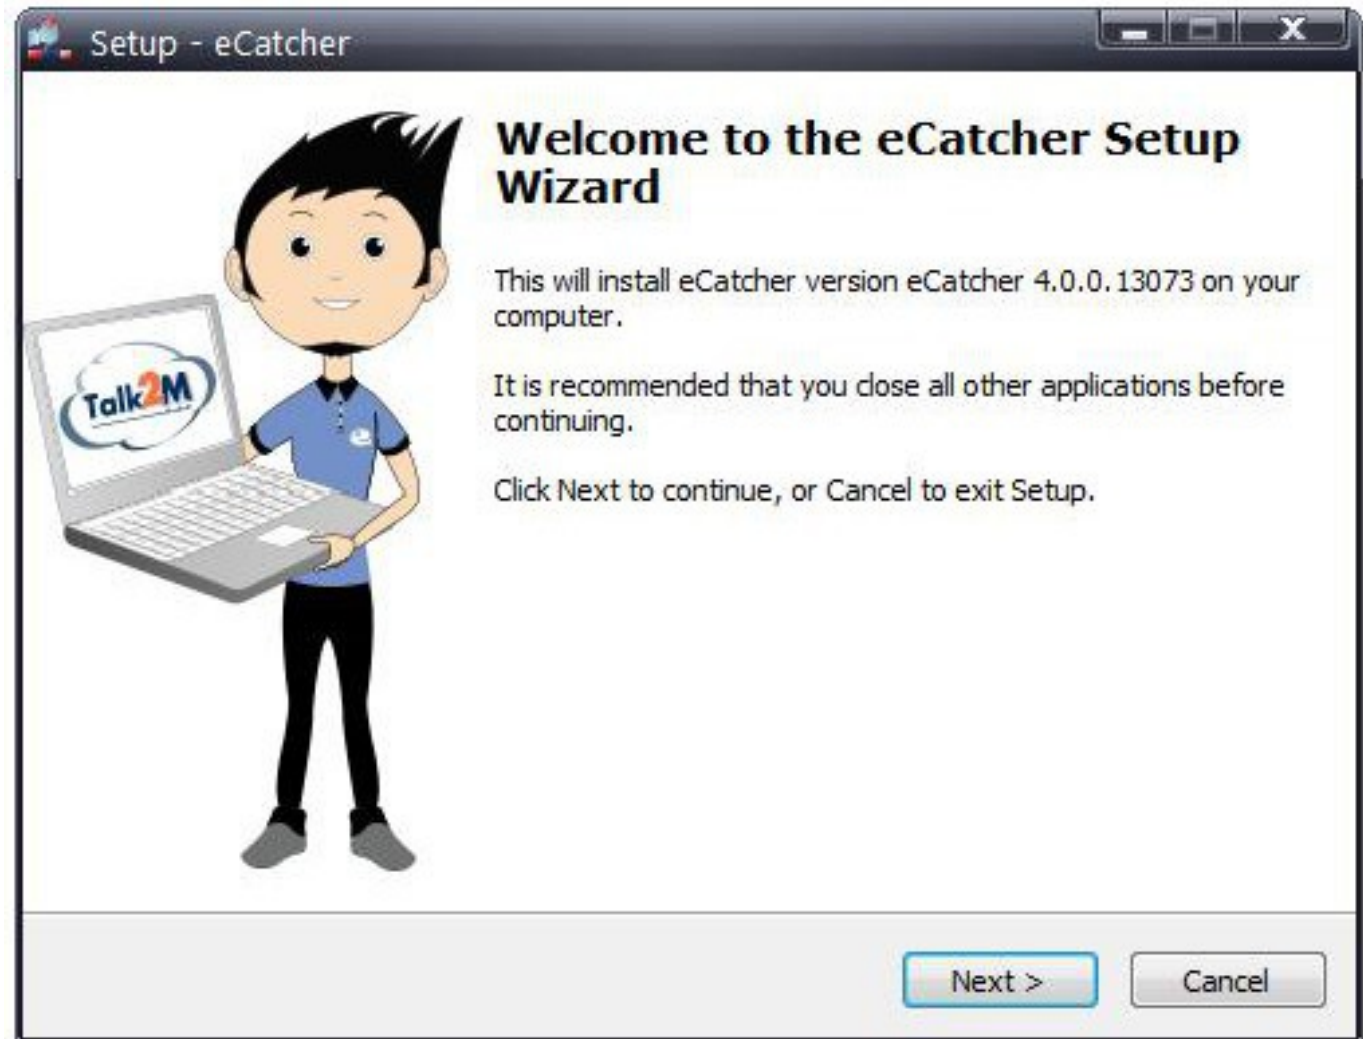 Setup - eCatcher
Welcome to the eCatcher Setup
Wizard
This will install eCatcher version eCatcher 4.0.0.13073 on your
computer.
It is recommended that you close all other applications before
continuing.
Talk2M
Click Next to continue, or Cancel to exit Setup.
Next >
Cancel